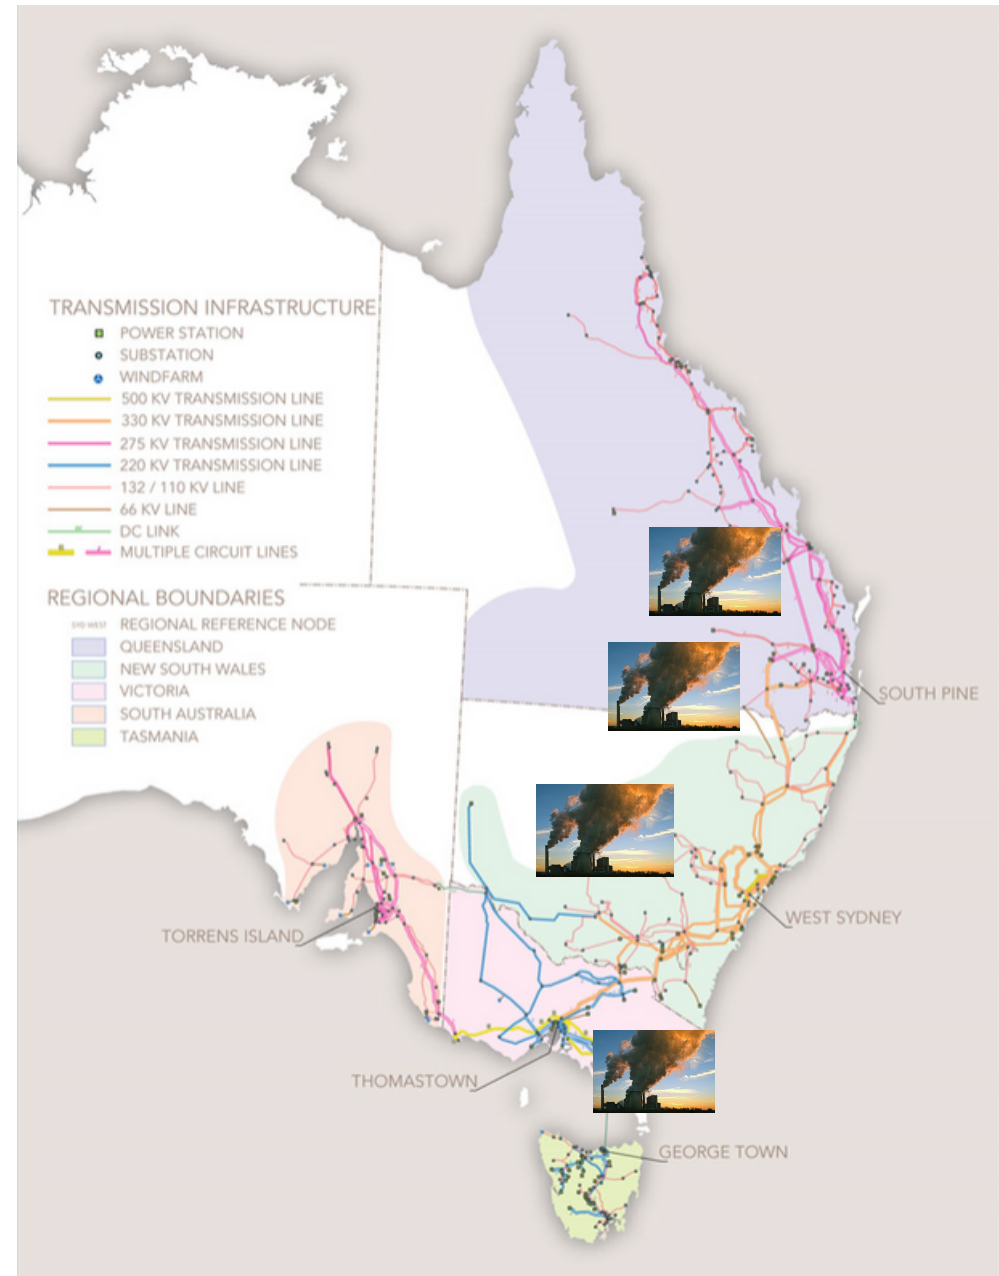 TRANSMISSION INFRASTRUCTURE
POWER STATION
SUBSTATION
WINDFARM
500 KV TRANSMISSION LINE
330 KV TRANSMISSION LINE
275 KV TRANSMISSION LINE
220 KV TRANSMISSION LINE
132 / 110 KV LINE
66 KV LINE
DC LINK
MULTIPLE CIRCUIT LINES
REGIONAL BOUNDARIES
SYD WEST REGIONAL REFERENCE NODE
QUEENSLAND
NEW SOUTH WALES
VICTORIA
SOUTH AUSTRALIA
TASMANIA
SOUTH PINE
WEST SYDNEY
TORRENS ISLAND
THOMASTOWN
GEORGE TOWN